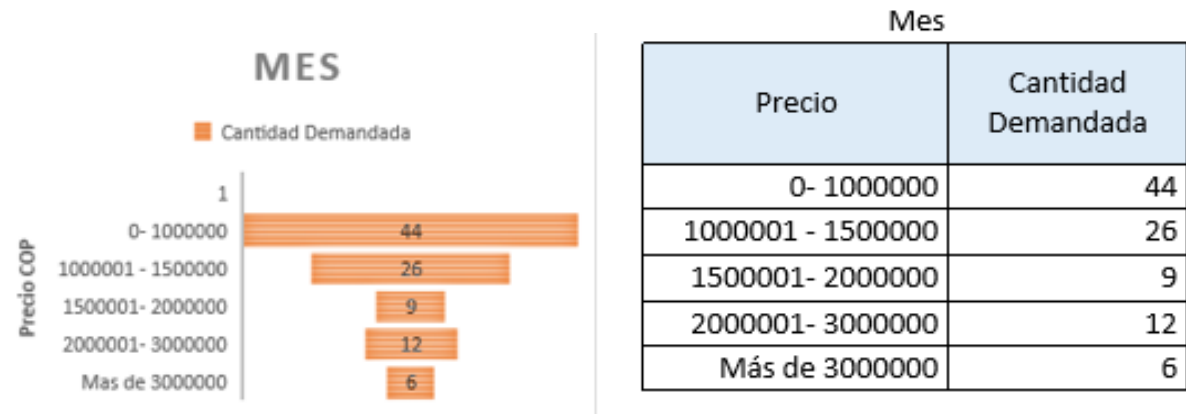 MES
Cantidad Demandada
Precio COP
1
0- 1000000
44
1000001 - 1500000
26
1500001- 2000000
9
2000001- 3000000
12
Mas de 3000000
6
Mes
Precio
Cantidad
Demandada
0- 1000000 44
1000001 - 1500000 26
1500001- 2000000 9
2000001- 3000000 12
Más de 3000000 6